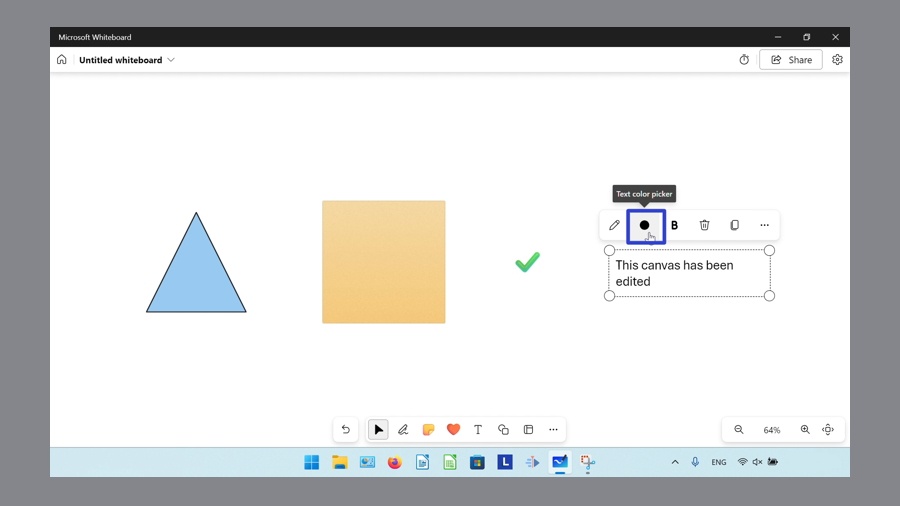 Microsoft Whiteboard
Untitled whiteboard
Share
Text color picker
B
This canvas has been
edited
T
64%
L
ENG